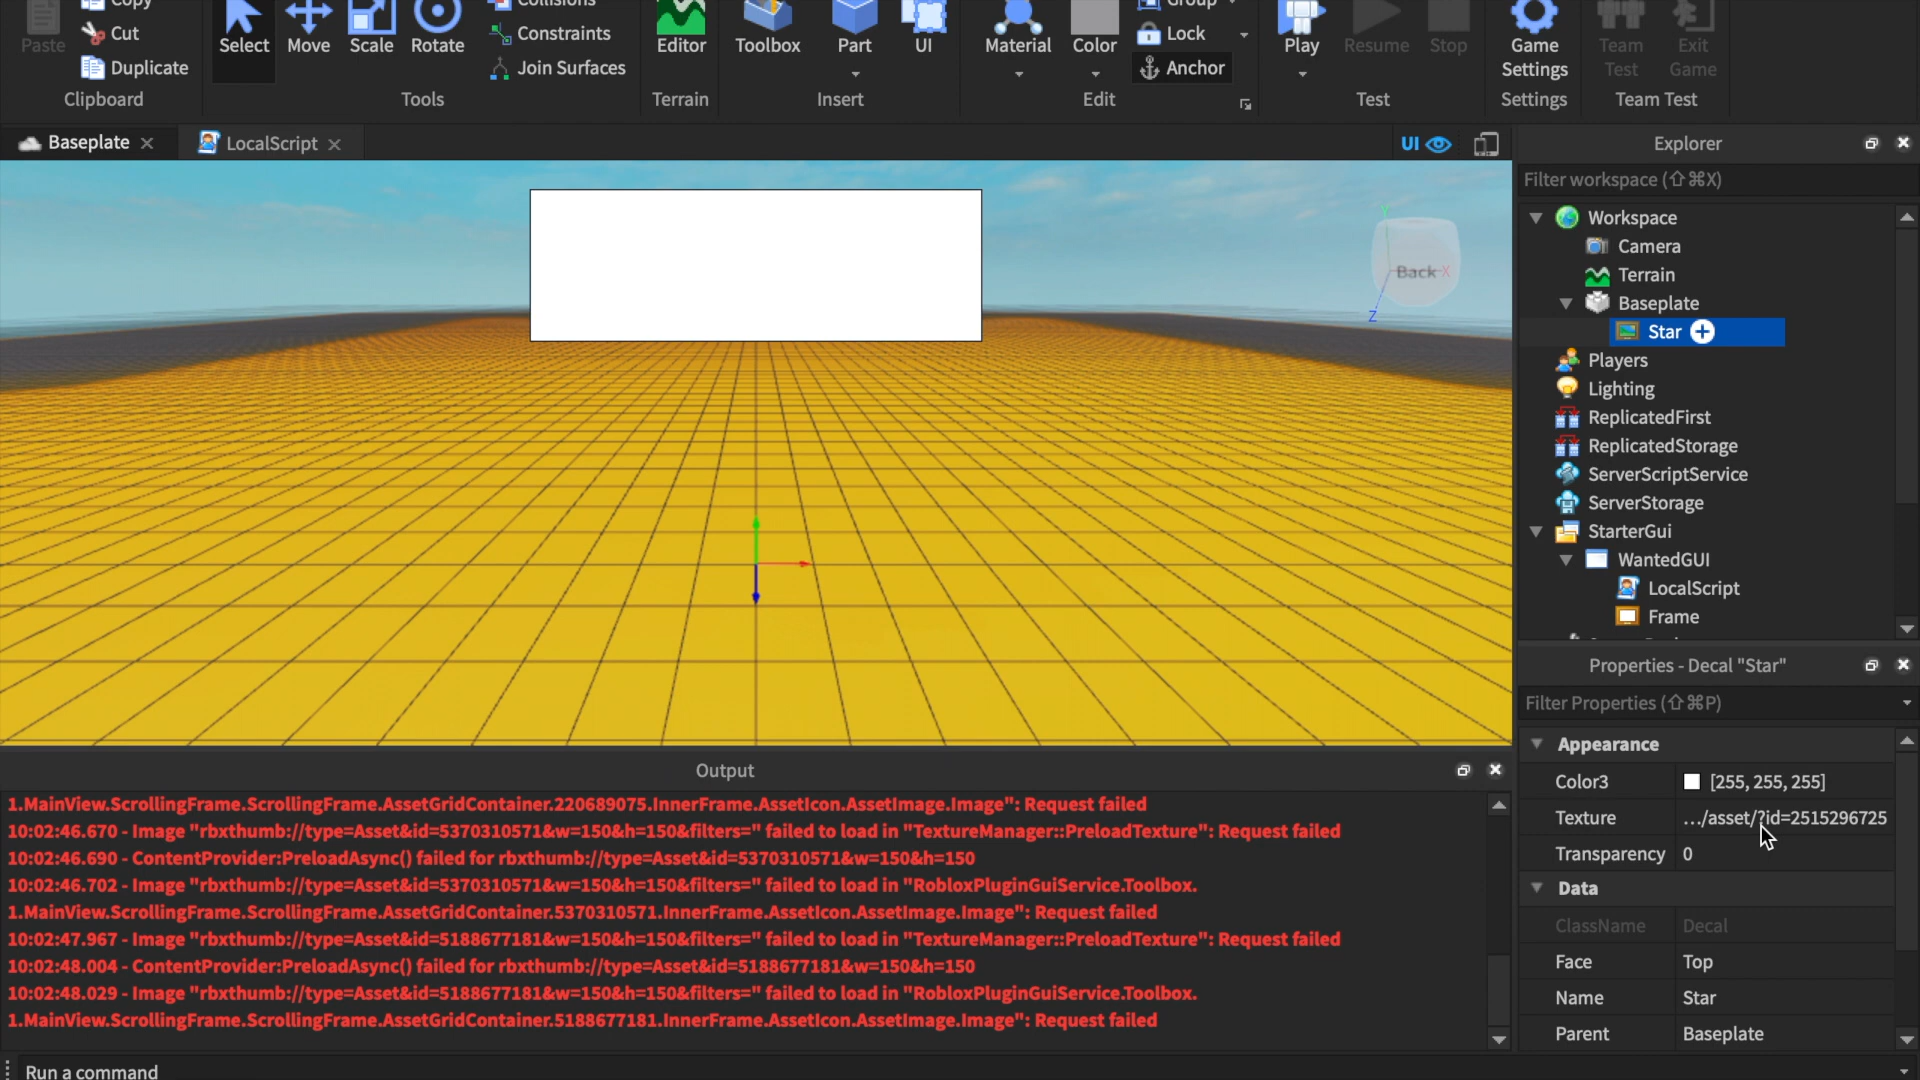 Copy
Group
Collisions
Paste
Cut
Duplicate
Clipboard
Select
Move
Scale
Rotate
Constraints
Join Surfaces
Tools
Editor
Terrain
Toolbox
Part
UI
Insert
Material
Color
Lock
Anchor
Edit
Play
Resume
Stop
Test
Game
Settings
Settings
Team
Test
Exit
Game
Team Test
Baseplate
LocalScript
UI
Explorer
Filter workspace (⇧⌘X)
Workspace
Camera
Terrain
Baseplate
Star
Players
Lighting
ReplicatedFirst
ReplicatedStorage
ServerScriptService
ServerStorage
StarterGui
WantedGUI
LocalScript
Frame
Y
Back
X
Z
Properties - Decal "Star"
Filter Properties (⇧⌘P)
Appearance
Color3 [255, 255, 255]
Texture .../asset/?id=2515296725
Transparency 0
Data
ClassName Decal
Face Top
Name Star
Parent Baseplate
Output
1.MainView.ScrollingFrame.ScrollingFrame.AssetGridContainer.220689075.InnerFrame.AssetIcon.AssetImage.Image": Request failed
10:02:46.670 - Image "rbxthumb://type=Asset&id=5370310571&w=150&h=150&filters=" failed to load in "TextureManager::PreloadTexture": Request failed
10:02:46.690 - ContentProvider:PreloadAsync() failed for rbxthumb://type=Asset&id=5370310571&w=150&h=150
10:02:46.702 - Image "rbxthumb://type=Asset&id=5370310571&w=150&h=150&filters=" failed to load in "RobloxPluginGuiService.Toolbox.
1.MainView.ScrollingFrame.ScrollingFrame.AssetGridContainer.5370310571.InnerFrame.AssetIcon.AssetImage.Image": Request failed
10:02:47.967 - Image "rbxthumb://type=Asset&id=5188677181&w=150&h=150&filters=" failed to load in "TextureManager::PreloadTexture": Request failed
10:02:48.004 - ContentProvider:PreloadAsync() failed for rbxthumb://type=Asset&id=5188677181&w=150&h=150
10:02:48.029 - Image "rbxthumb://type=Asset&id=5188677181&w=150&h=150&filters=" failed to load in "RobloxPluginGuiService.Toolbox.
1.MainView.ScrollingFrame.ScrollingFrame.AssetGridContainer.5188677181.InnerFrame.AssetIcon.AssetImage.Image": Request failed
Run a command